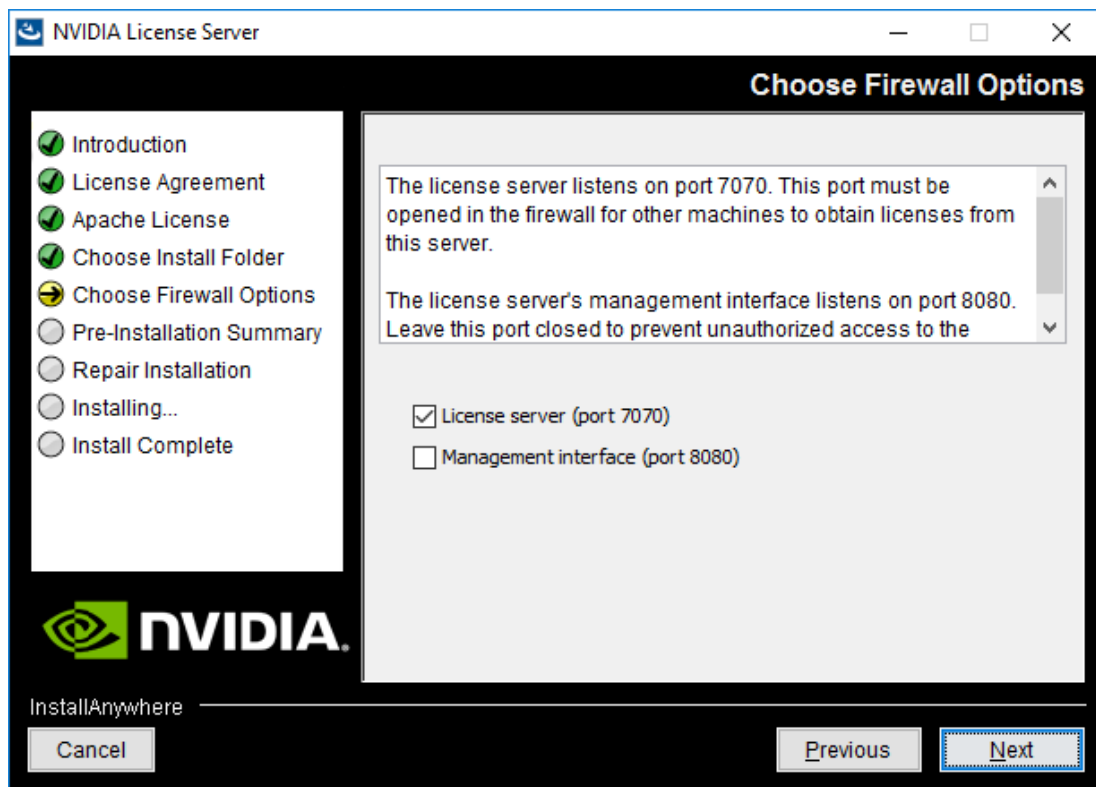 NVIDIA License Server
Choose Firewall Options
Introduction
License Agreement
Apache License
Choose Install Folder
Choose Firewall Options
Pre-Installation Summary
Repair Installation
Installing...
Install Complete
The license server listens on port 7070. This port must be
opened in the firewall for other machines to obtain licenses from
this server.
The license server's management interface listens on port 8080.
Leave this port closed to prevent unauthorized access to the
License server (port 7070)
Management interface (port 8080)
NVIDIA.
InstallAnywhere
Cancel
Previous
Next